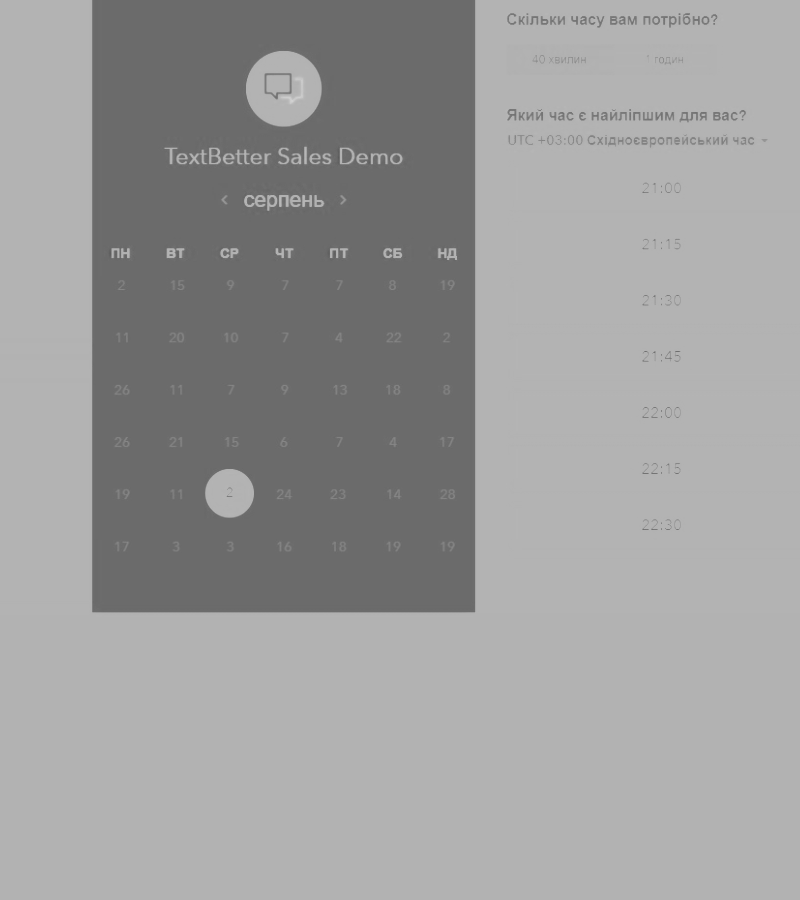 TextBetter Sales Demo
< серпень >
ПН ВТ СР ЧТ ПТ СБ НД
2 15 9 7 7 8 19
11 20 10 7 4 22 2
26 11 7 9 13 18 8
26 21 15 6 7 4 17
19 11 2 24 23 14 28
17 3 3 16 18 19 19
Скільки часу вам потрібно?
40 хвилин 1 годин
Який час є найліпшим для вас?
UTC +03:00 Східноєвропейський час
21:00
21:15
21:30
21:45
22:00
22:15
22:30